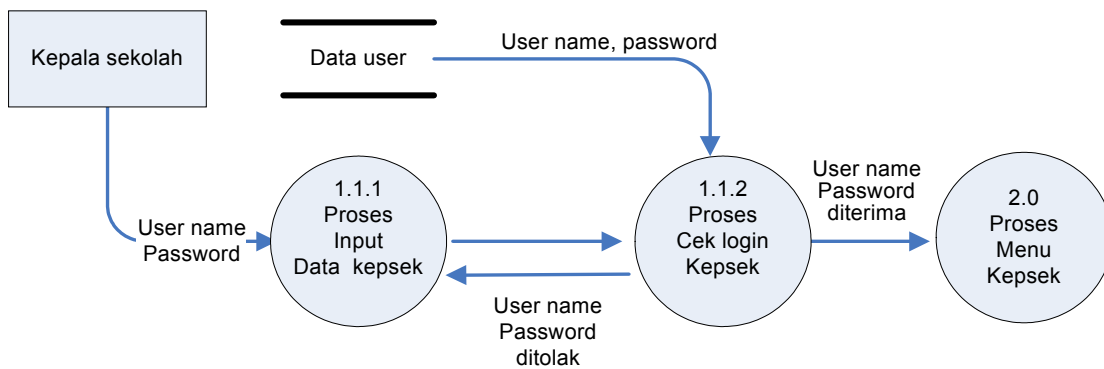 Kepala sekolah
Data user
User name, password
User name
Password
1.1.1
Proses
Input
Data kepsek
1.1.2
Proses
Cek login
Kepsek
User name
Password
diterima
2.0
Proses
Menu
Kepsek
User name
Password
ditolak